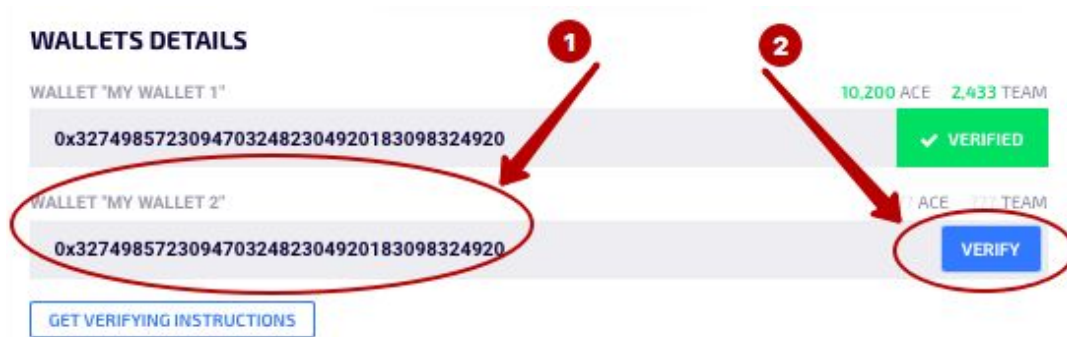 WALLETS DETAILS
1
2
WALLET "MY WALLET 1"
10,200 ACE 2,433 TEAM
0x32749857230947032482304920183098324920
VERIFIED
WALLET "MY WALLET 2"
ACE ??? TEAM
0x32749857230947032482304920183098324920
VERIFY
GET VERIFYING INSTRUCTIONS